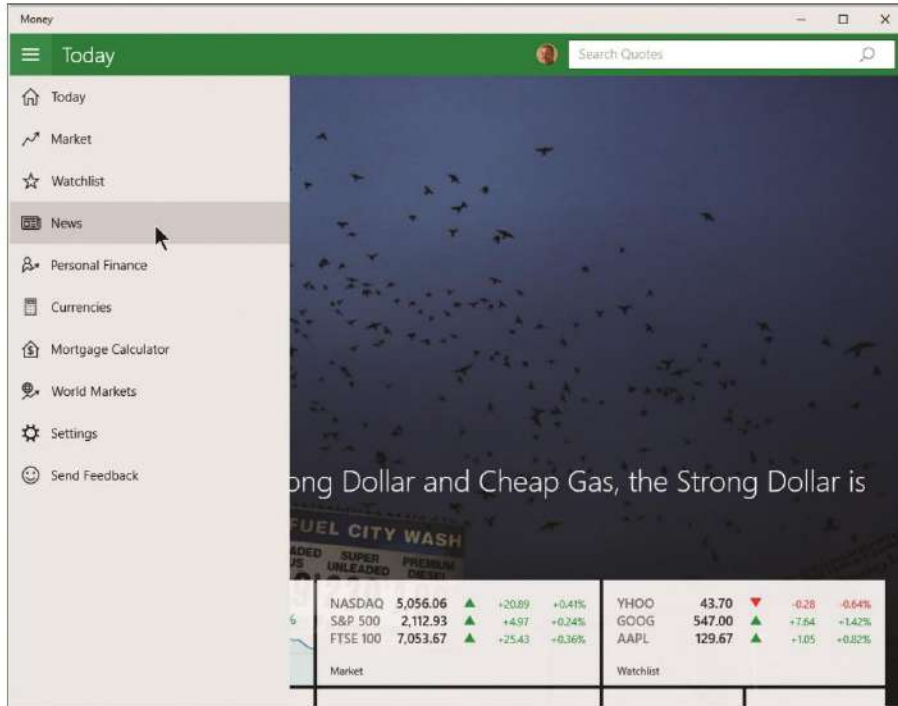 Money
Today
Search Quotes
Today
Market
Watchlist
News
Personal Finance
Currencies
Mortgage Calculator
World Markets
Settings
Send Feedback
ong Dollar and Cheap Gas, the Strong Dollar is
FUEL CITY WASH
SUPER
UNLEADED
PREMIUM
DIESEL
%
NASDAQ 5,056.06 ▲ +20.89 +0.41%
S&P 500 2,112.93 ▲ +4.97 +0.24%
FTSE 100 7,053.67 ▲ +25.43 +0.36%
Market
YHOO 43.70 ▼ -0.28 -0.64%
GOOG 547.00 ▲ +7.64 +1.42%
AAPL 129.67 ▲ +1.05 +0.82%
Watchlist